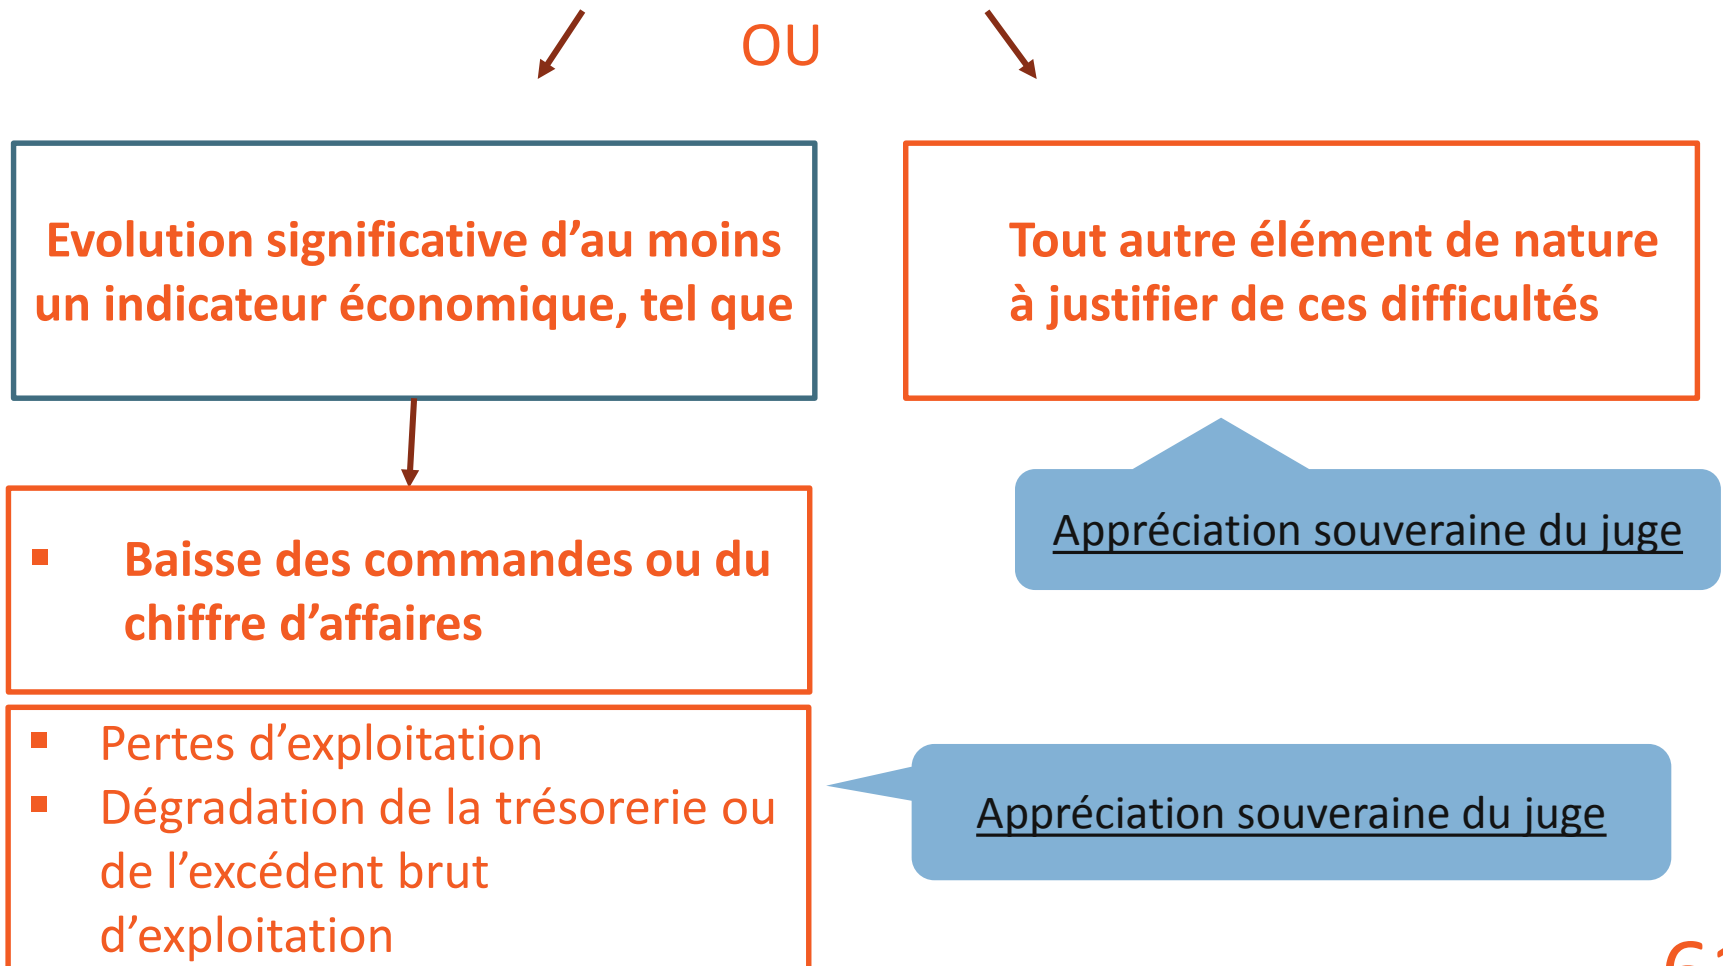 OU
Evolution significative d’au moins
un indicateur économique, tel que
Tout autre élément de nature
à justifier de ces difficultés
Appréciation souveraine du juge
▪ Baisse des commandes ou du
chiffre d’affaires
▪ Pertes d’exploitation
▪ Dégradation de la trésorerie ou
de l’excédent brut
d’exploitation
Appréciation souveraine du juge